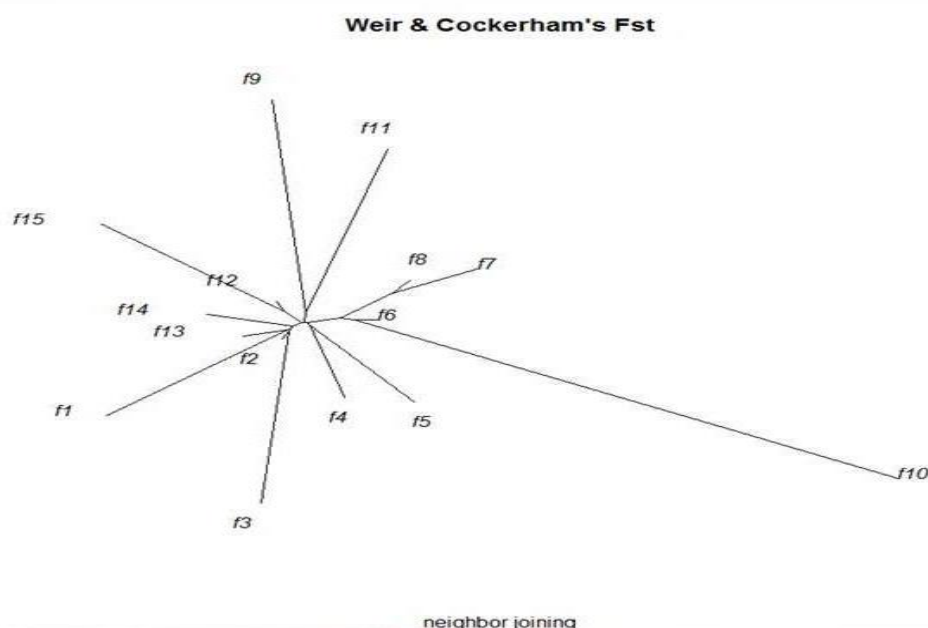 Weir & Cockerham's Fst
f9
f11
f15
f8
f7
f12
f14
f6
f13
f2
f1
f4
f5
f10
f3
neighbor joining